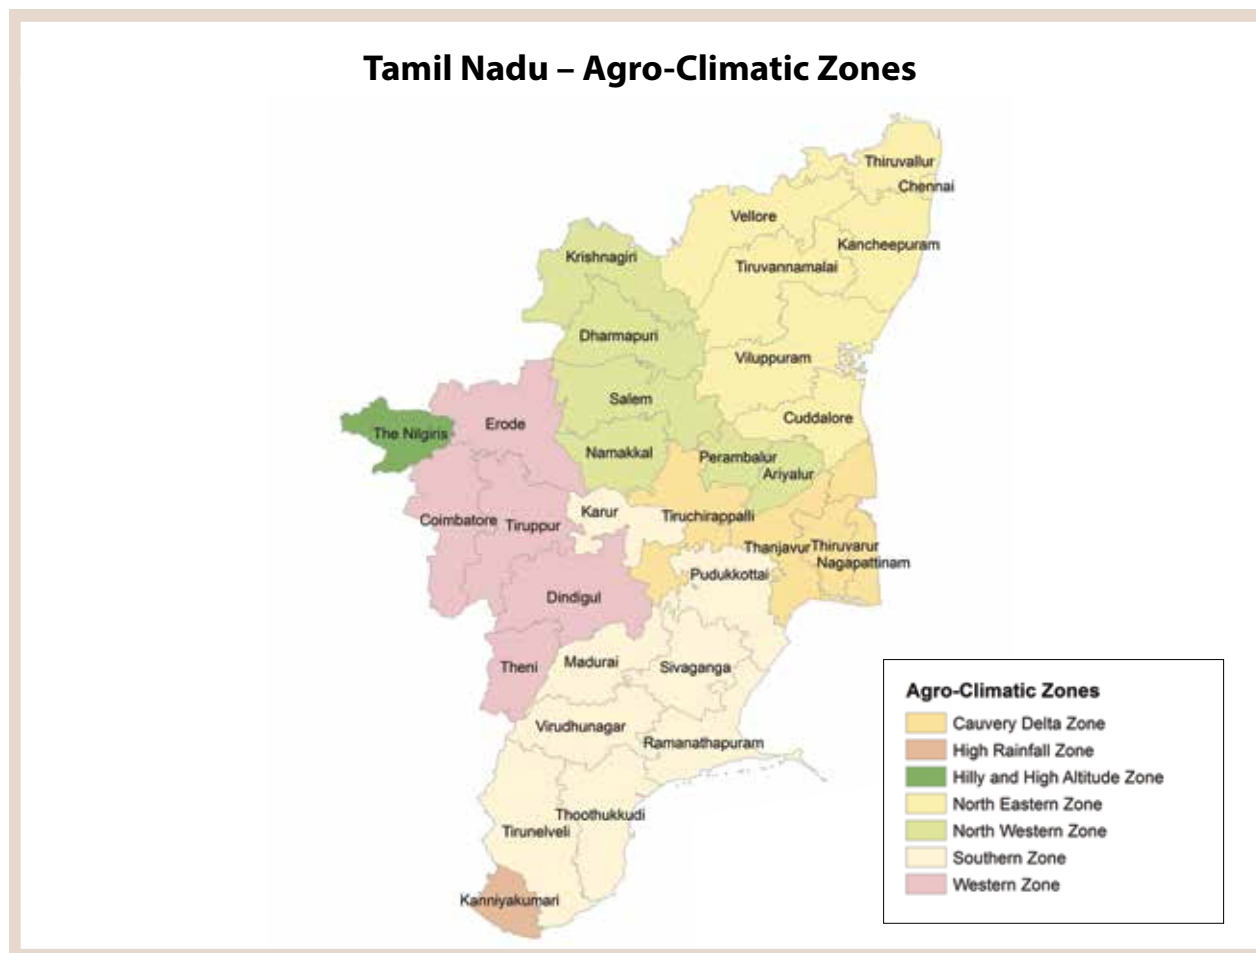 Tamil Nadu – Agro-Climatic Zones
Thiruvallur
Chennai
Vellore
Kancheepuram
Krishnagiri
Tiruvannamalai
Dharmapuri
Viluppuram
Salem
Cuddalore
Erode
The Nilgiris
Namakkal
Perambalur
Ariyalur
Karur
Tiruchirappalli
Coimbatore
Tiruppur
Thanjavur
Thiruvarur
Nagapattinam
Pudukkottai
Dindigul
Madurai
Sivaganga
Theni
Virudhunagar
Ramanathapuram
Thoothukkudi
Tirunelveli
Kanniyakumari
Agro-Climatic Zones
Cauvery Delta Zone
High Rainfall Zone
Hilly and High Altitude Zone
North Eastern Zone
North Western Zone
Southern Zone
Western Zone